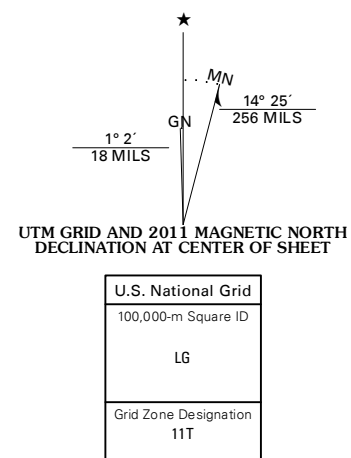 ★
MN
GN
14° 25´
256 MILS
1° 2´
18 MILS
UTM GRID AND 2011 MAGNETIC NORTH
DECLINATION AT CENTER OF SHEET
U.S. National Grid
100,000-m Square ID
LG
Grid Zone Designation
11T